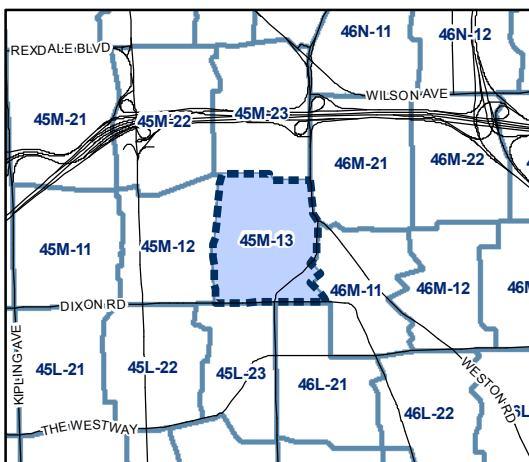 46N-11
46N-12
REXDALE BLVD
WILSON AVE
45M-21
45M-22
45M-23
46M-21
46M-22
45M-11
45M-12
45M-13
46M-11
46M-12
46M
DIXON RD
KIPLING AVE
45L-21
45L-22
45L-23
46L-21
WESTON RD
46L-22
6L
THE WESTWAY